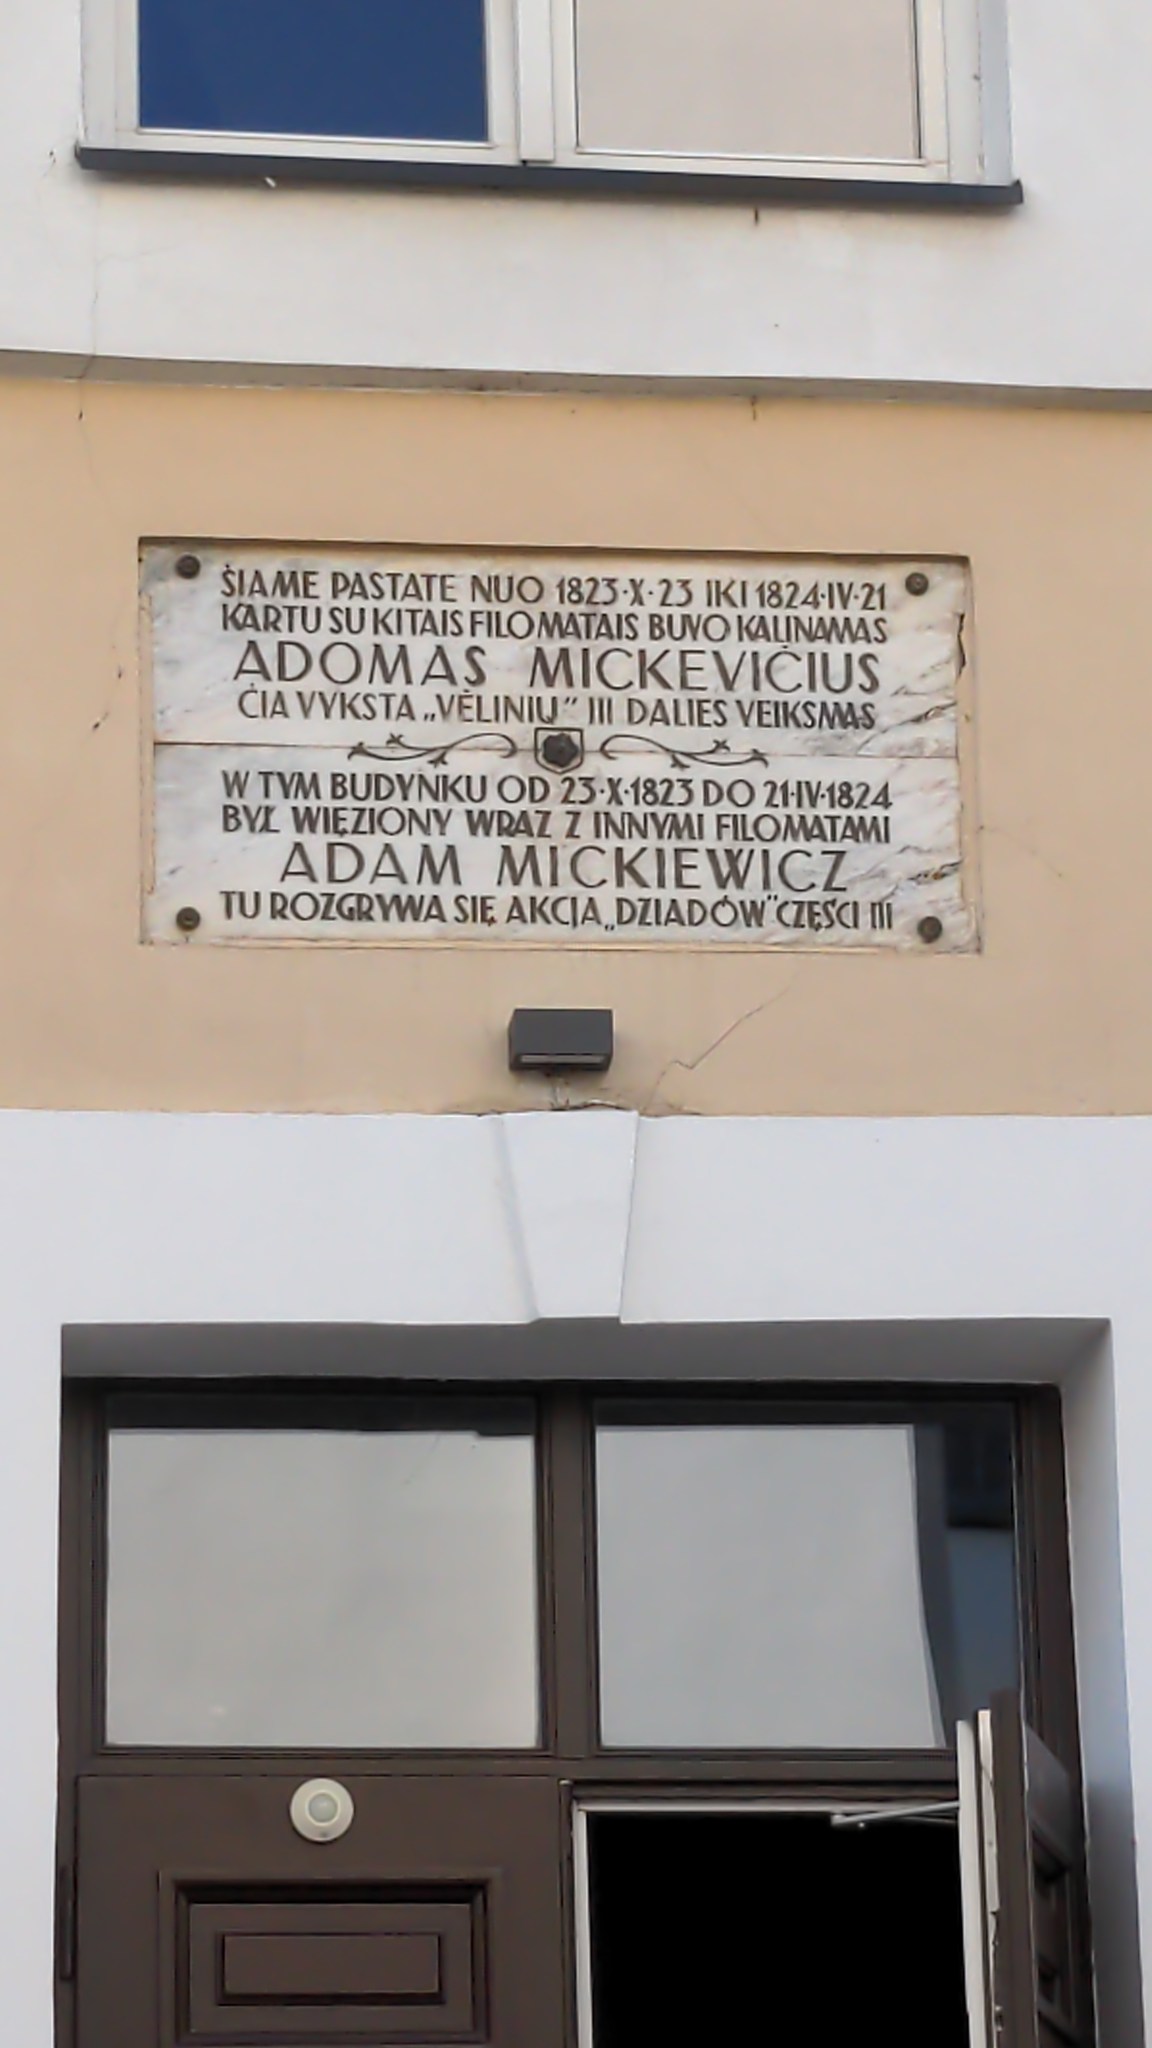 ŠIAME PASTATE NUO 1823·X·23 IKI 1824·IV·21
KARTU SU KITAIS FILOMATAIS BUVO KALINAMAS
ADOMAS MICKEVIČIUS
ČIA VYKSTA „VĖLINIŲ” III DALIES VEIKSMAS
W TYM BUDYNKU OD 23·X·1823 DO 21·IV·1824
BYŁ WIĘZIONY WRAZ Z INNYMI FILOMATAMI
ADAM MICKIEWICZ
TU ROZGRYWA SIĘ AKCJA „DZIADÓW” CZĘŚCI III